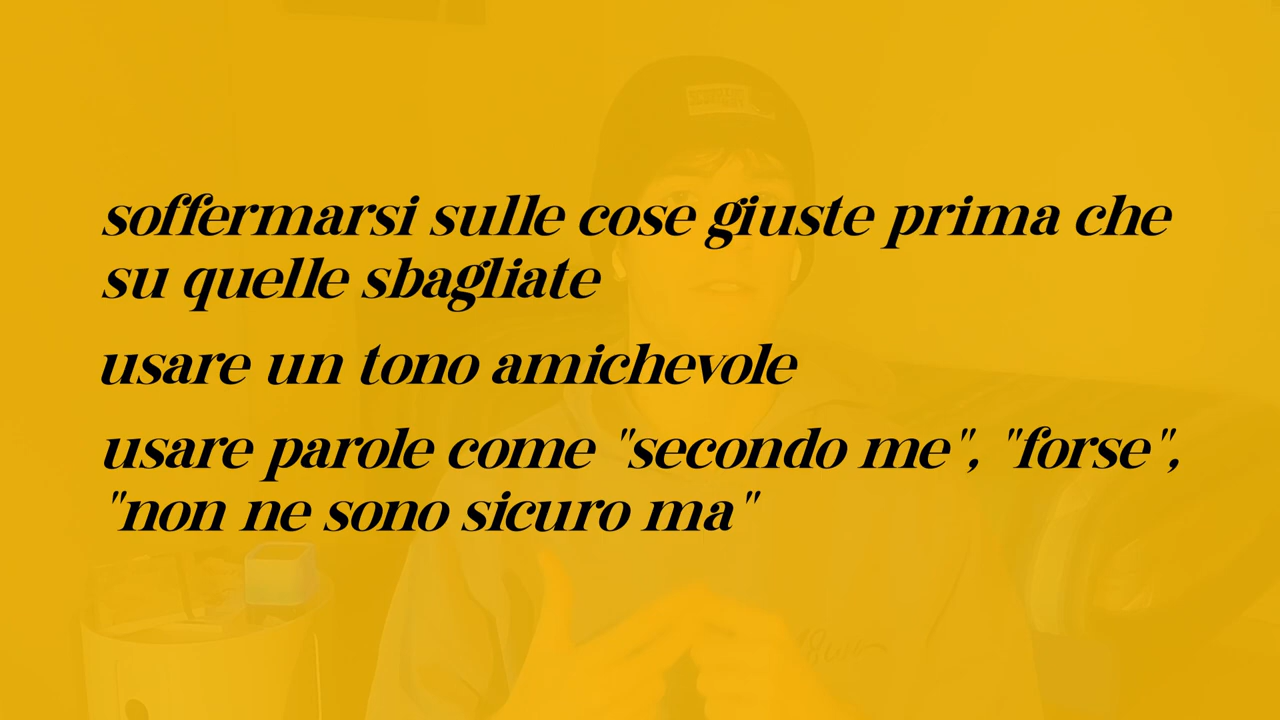 soffermarsi sulle cose giuste prima che
su quelle sbagliate
usare un tono amichevole
usare parole come "secondo me", "forse",
"non ne sono sicuro ma"